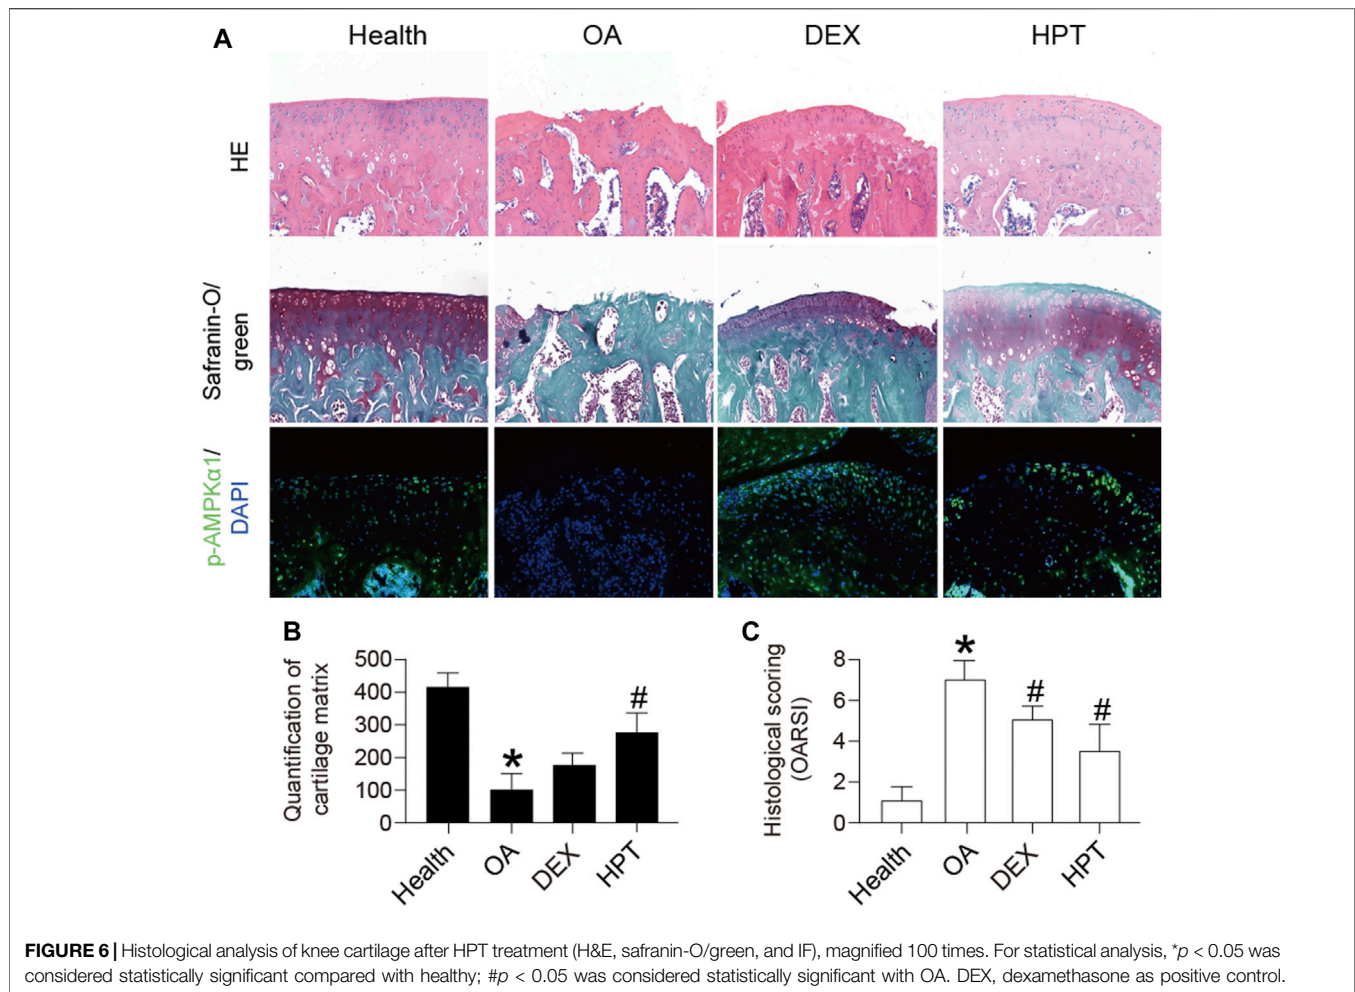 A
Health OA DEX HPT
HE
Safranin-O/
green
p-AMPKα1/
DAPI
B
Quantification of
cartilage matrix
500
400
300
200
100
0
*
#
Health OA DEX HPT
C
Histological scoring
(OARSI)
8
6
4
2
0
*
#
#
Health OA DEX HPT
FIGURE 6 | Histological analysis of knee cartilage after HPT treatment (H&E, safranin-O/green, and IF), magnified 100 times. For statistical analysis, *p < 0.05 was
considered statistically significant compared with healthy; #p < 0.05 was considered statistically significant with OA. DEX, dexamethasone as positive control.